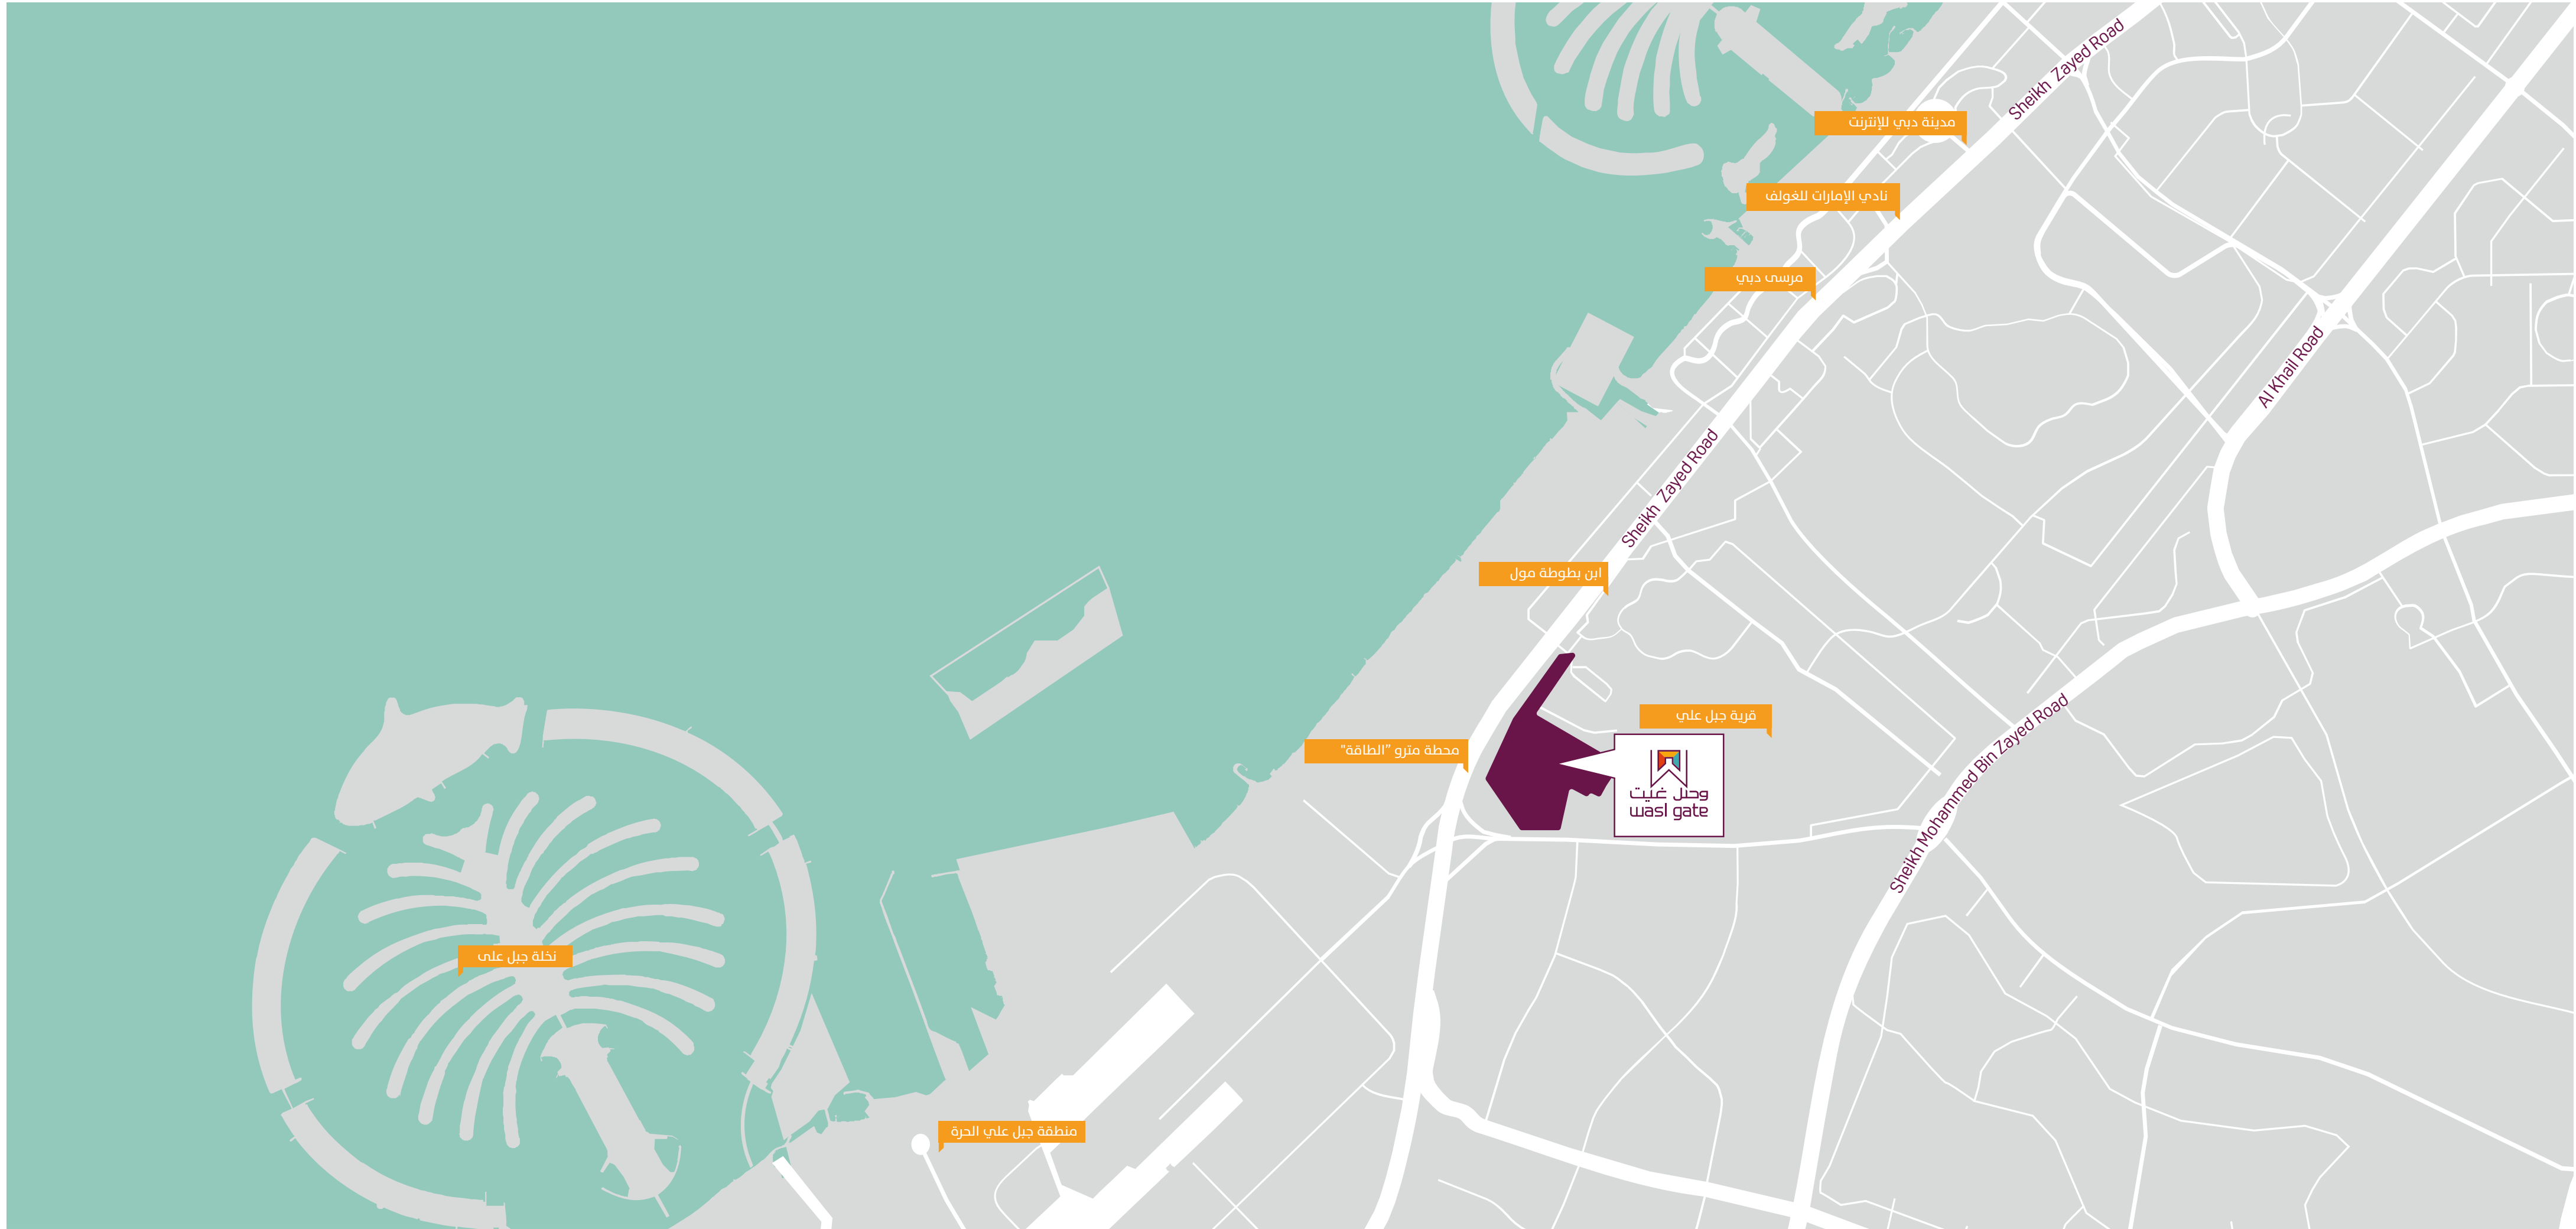 Sheikh Zayed Road
مدينة دبي للإنترنت
نادي الإمارات للغولف
مرسى دبي
Al Khail Road
Sheikh Zayed Road
ابن بطوطة مول
قرية جبل علي
محطة مترو "الطاقة"
وصل غيت
wasl gate
Sheikh Mohammed Bin Zayed Road
نخلة جبل على
منطقة جبل علي الحرة